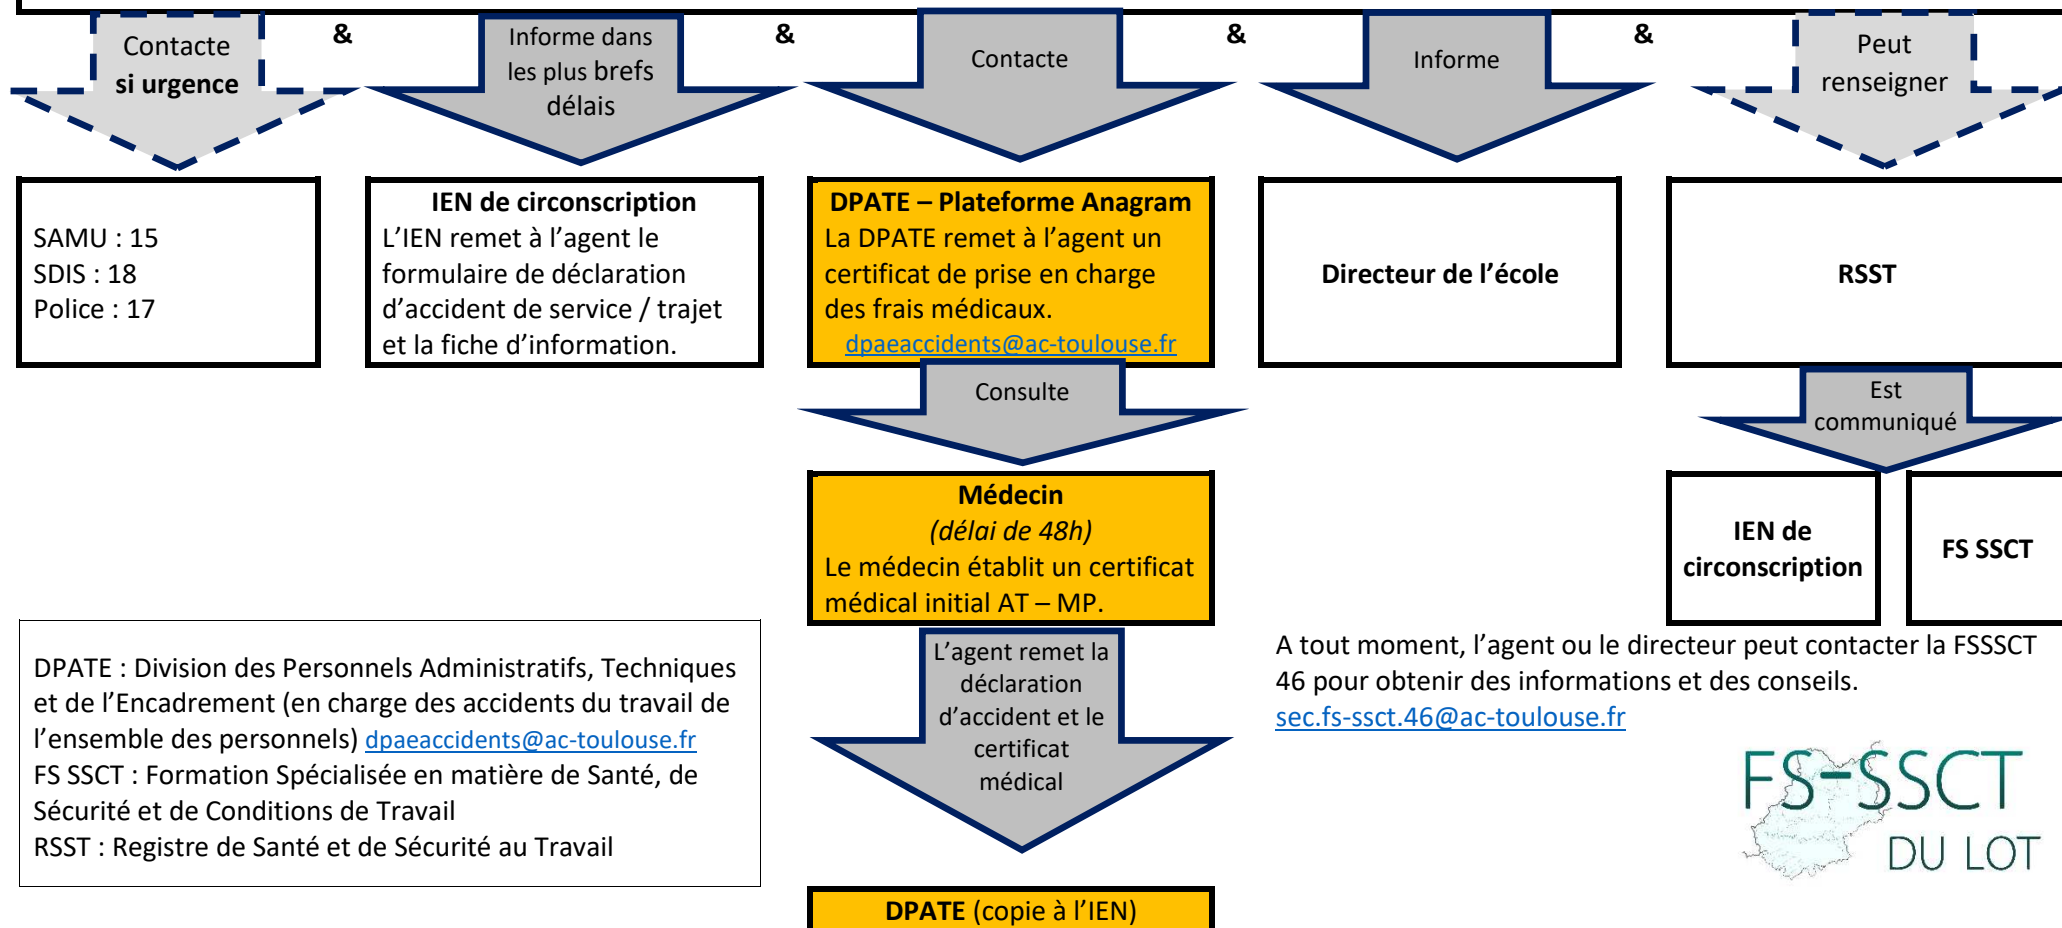 Contacte
si urgence
&
Informe dans
les plus brefs
délais
&
Contacte
&
Informe
&
Peut
renseigner
SAMU : 15
SDIS : 18
Police : 17
IEN de circonscription
L’IEN remet à l’agent le
formulaire de déclaration
d’accident de service / trajet
et la fiche d’information.
DPATE – Plateforme Anagram
La DPATE remet à l’agent un
certificat de prise en charge
des frais médicaux.
dpaeaccidents@ac-toulouse.fr
Directeur de l’école
RSST
Consulte
Est
communiqué
Médecin
(délai de 48h)
Le médecin établit un certificat
médical initial AT – MP.
IEN de
circonscription
FS SSCT
L’agent remet la
déclaration
d’accident et le
certificat
médical
DPATE : Division des Personnels Administratifs, Techniques
et de l’Encadrement (en charge des accidents du travail de
l’ensemble des personnels) dpaeaccidents@ac-toulouse.fr
FS SSCT : Formation Spécialisée en matière de Santé, de
Sécurité et de Conditions de Travail
RSST : Registre de Santé et de Sécurité au Travail
A tout moment, l’agent ou le directeur peut contacter la FSSSCT
46 pour obtenir des informations et des conseils.
sec.fs-ssct.46@ac-toulouse.fr
FS-SSCT
DU LOT
DPATE (copie à l’IEN)